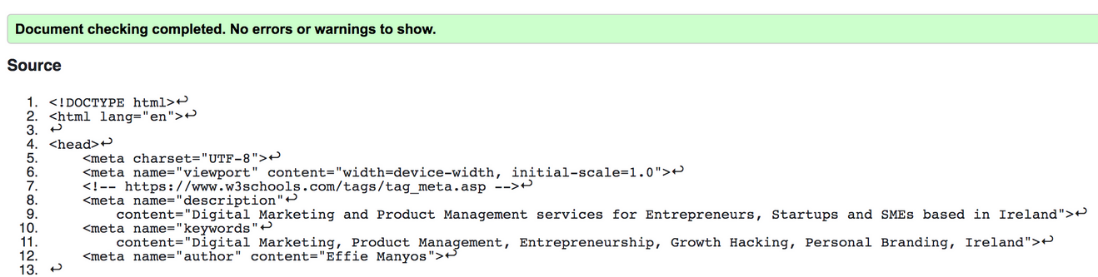 Document checking completed. No errors or warnings to show.
Source
1. <!DOCTYPE html>↩
2. <html lang="en">↩
3. ↩
4. <head>↩
5.     <meta charset="UTF-8">↩
6.     <meta name="viewport" content="width=device-width, initial-scale=1.0">↩
7.     <!-- https://www.w3schools.com/tags/tag_meta.asp -->↩
8.     <meta name="description"↩
9.         content="Digital Marketing and Product Management services for Entrepreneurs, Startups and SMEs based in Ireland">↩
10.     <meta name="keywords"↩
11.         content="Digital Marketing, Product Management, Entrepreneurship, Growth Hacking, Personal Branding, Ireland">↩
12.     <meta name="author" content="Effie Manyos">↩
13. ↩